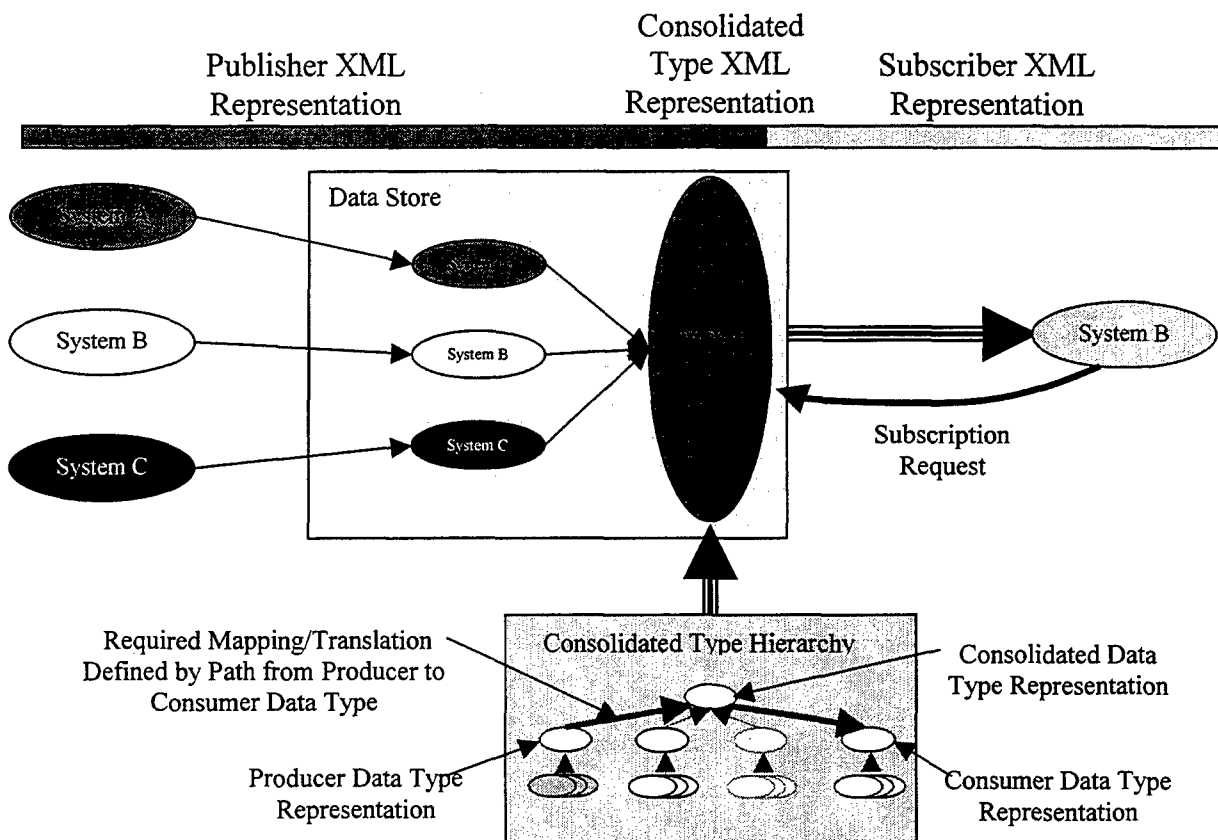 Publisher XML
Representation
Consolidated
Type XML
Representation
Subscriber XML
Representation
Data Store
System A
System B
System B
System B
System C
System C
Subscription
Request
Required Mapping/Translation
Defined by Path from Producer to
Consumer Data Type
Consolidated Type Hierarchy
Consolidated Data
Type Representation
Producer Data Type
Representation
Consumer Data Type
Representation